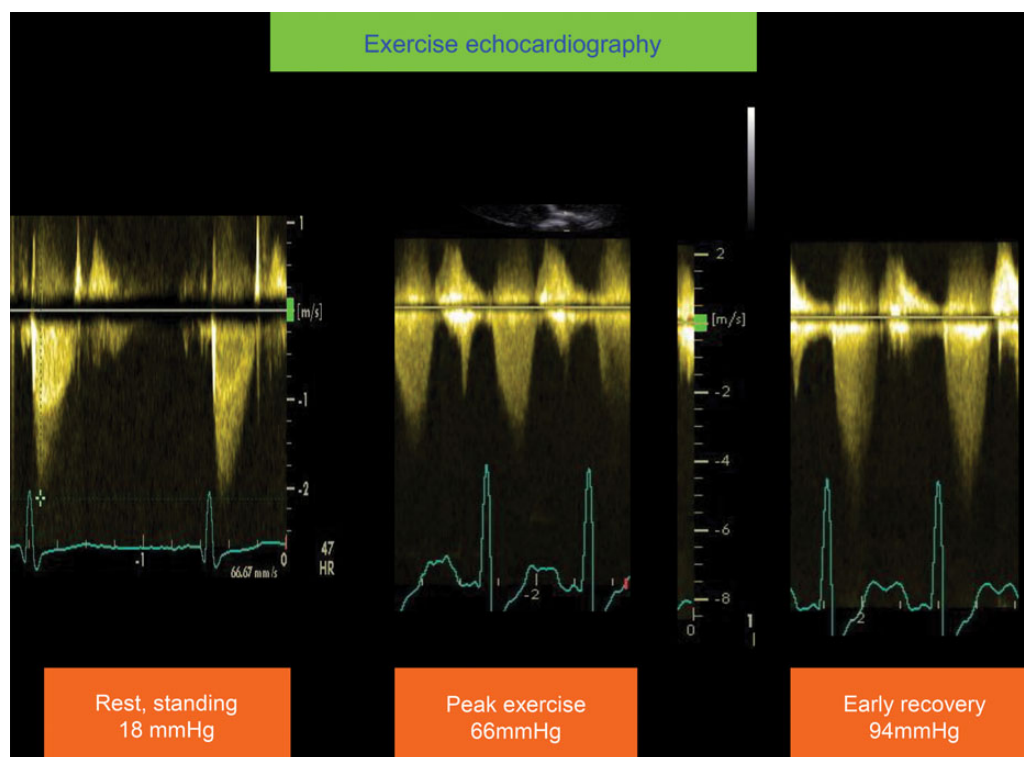 Exercise echocardiography
1
[m/s]
-1
-2
-1
0
66.67 mm/s
47
HR
2
[m/s]
-2
-4
-6
-8
-2
0
1
2
Rest, standing
18 mmHg
Peak exercise
66mmHg
Early recovery
94mmHg